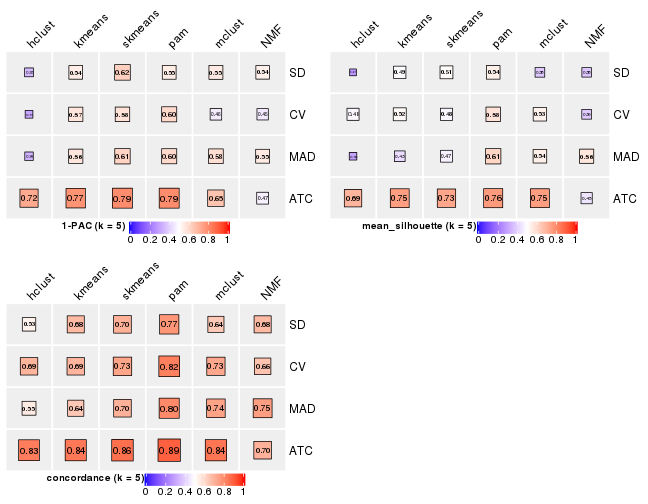 hclust kmeans skmeans pam mclust NMF
0.54 0.62 0.55 0.55 0.54 SD
0.57 0.58 0.60 0.46 0.45 CV
0.56 0.61 0.60 0.58 0.55 MAD
0.72 0.77 0.79 0.79 0.65 0.47 ATC
1-PAC (k = 5)
0 0.2 0.4 0.6 0.8 1
hclust kmeans skmeans pam mclust NMF
0.49 0.51 0.54 SD
0.41 0.52 0.48 0.58 0.53 CV
0.47 0.61 0.54 0.56 MAD
0.69 0.75 0.73 0.76 0.75 ATC
mean_silhouette (k = 5)
0 0.2 0.4 0.6 0.8 1
hclust kmeans skmeans pam mclust NMF
0.53 0.68 0.70 0.77 0.64 0.68 SD
0.69 0.69 0.73 0.82 0.73 0.66 CV
0.55 0.64 0.70 0.80 0.74 0.75 MAD
0.83 0.84 0.86 0.89 0.84 0.70 ATC
concordance (k = 5)
0 0.2 0.4 0.6 0.8 1